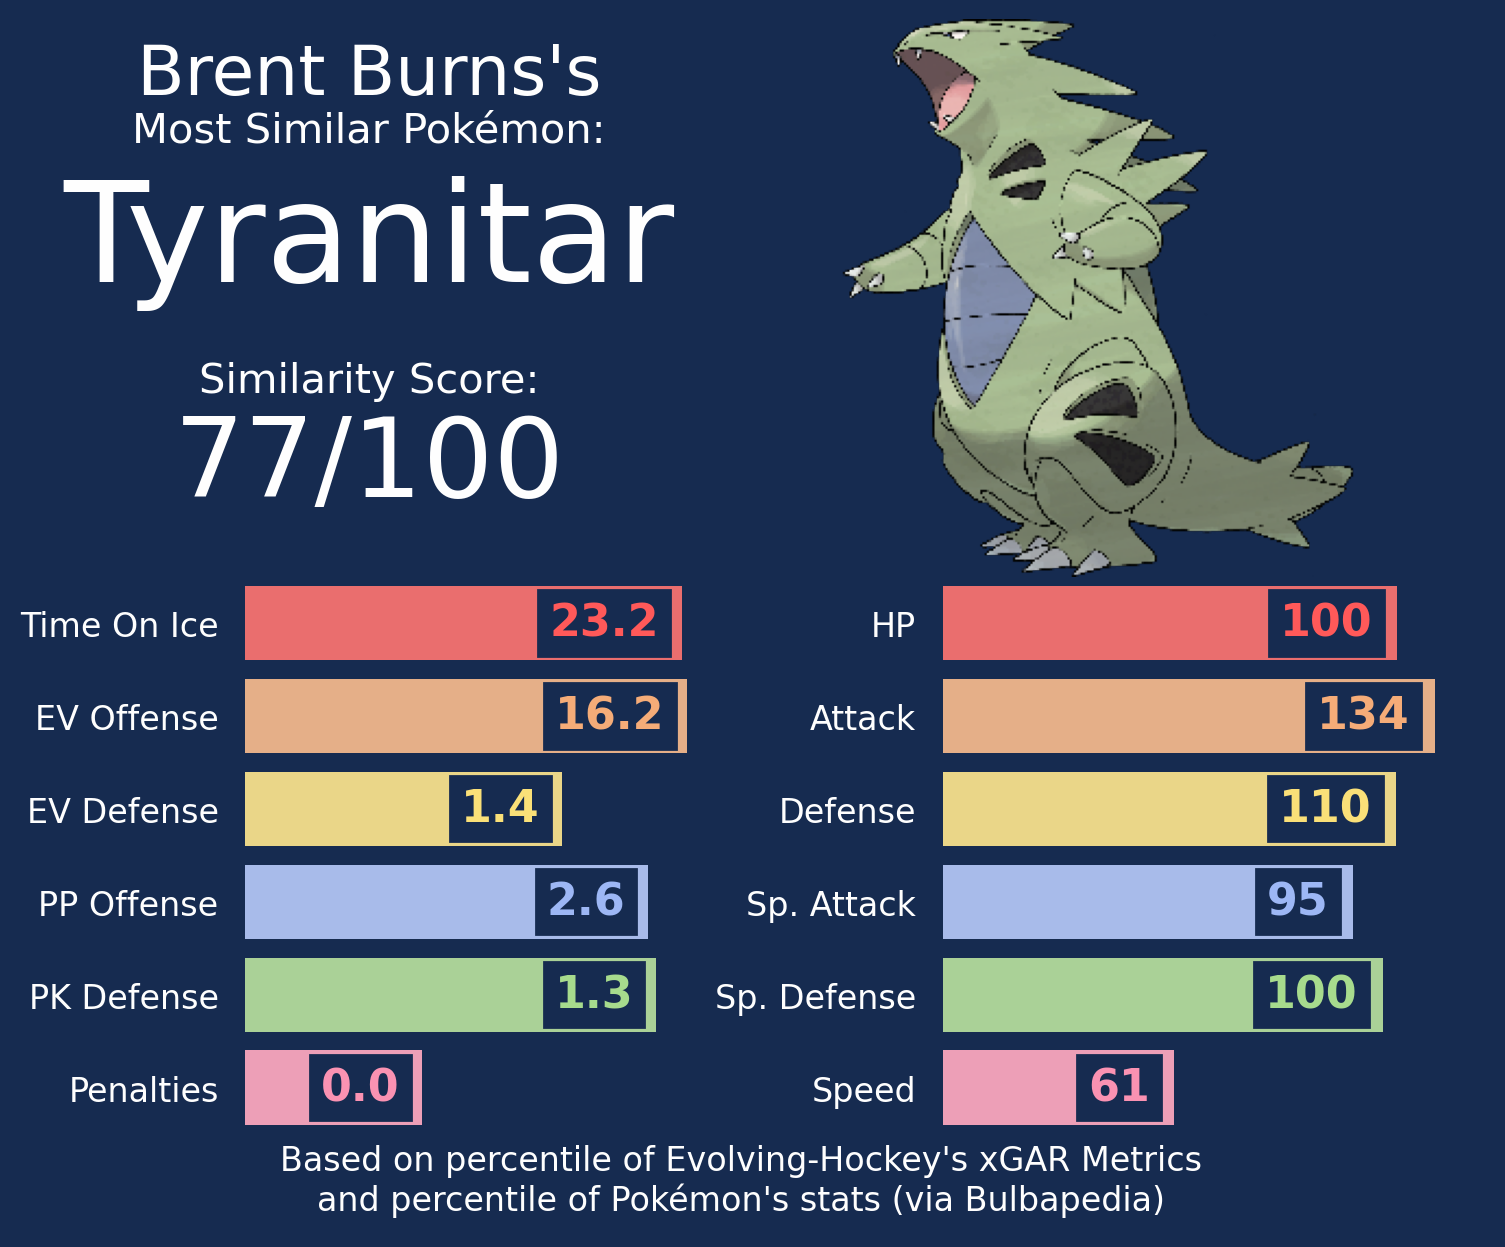 Brent Burns's
Most Similar Pokémon:
Tyranitar
Similarity Score:
77/100
Time On Ice 23.2
EV Offense 16.2
EV Defense 1.4
PP Offense 2.6
PK Defense 1.3
Penalties 0.0
HP 100
Attack 134
Defense 110
Sp. Attack 95
Sp. Defense 100
Speed 61
Based on percentile of Evolving-Hockey's xGAR Metrics
and percentile of Pokémon's stats (via Bulbapedia)